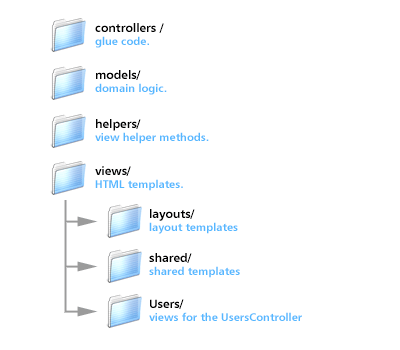 controllers /
glue code.
models/
domain logic.
helpers/
view helper methods.
views/
HTML templates.
layouts/
layout templates
shared/
shared templates
Users/
views for the UsersController